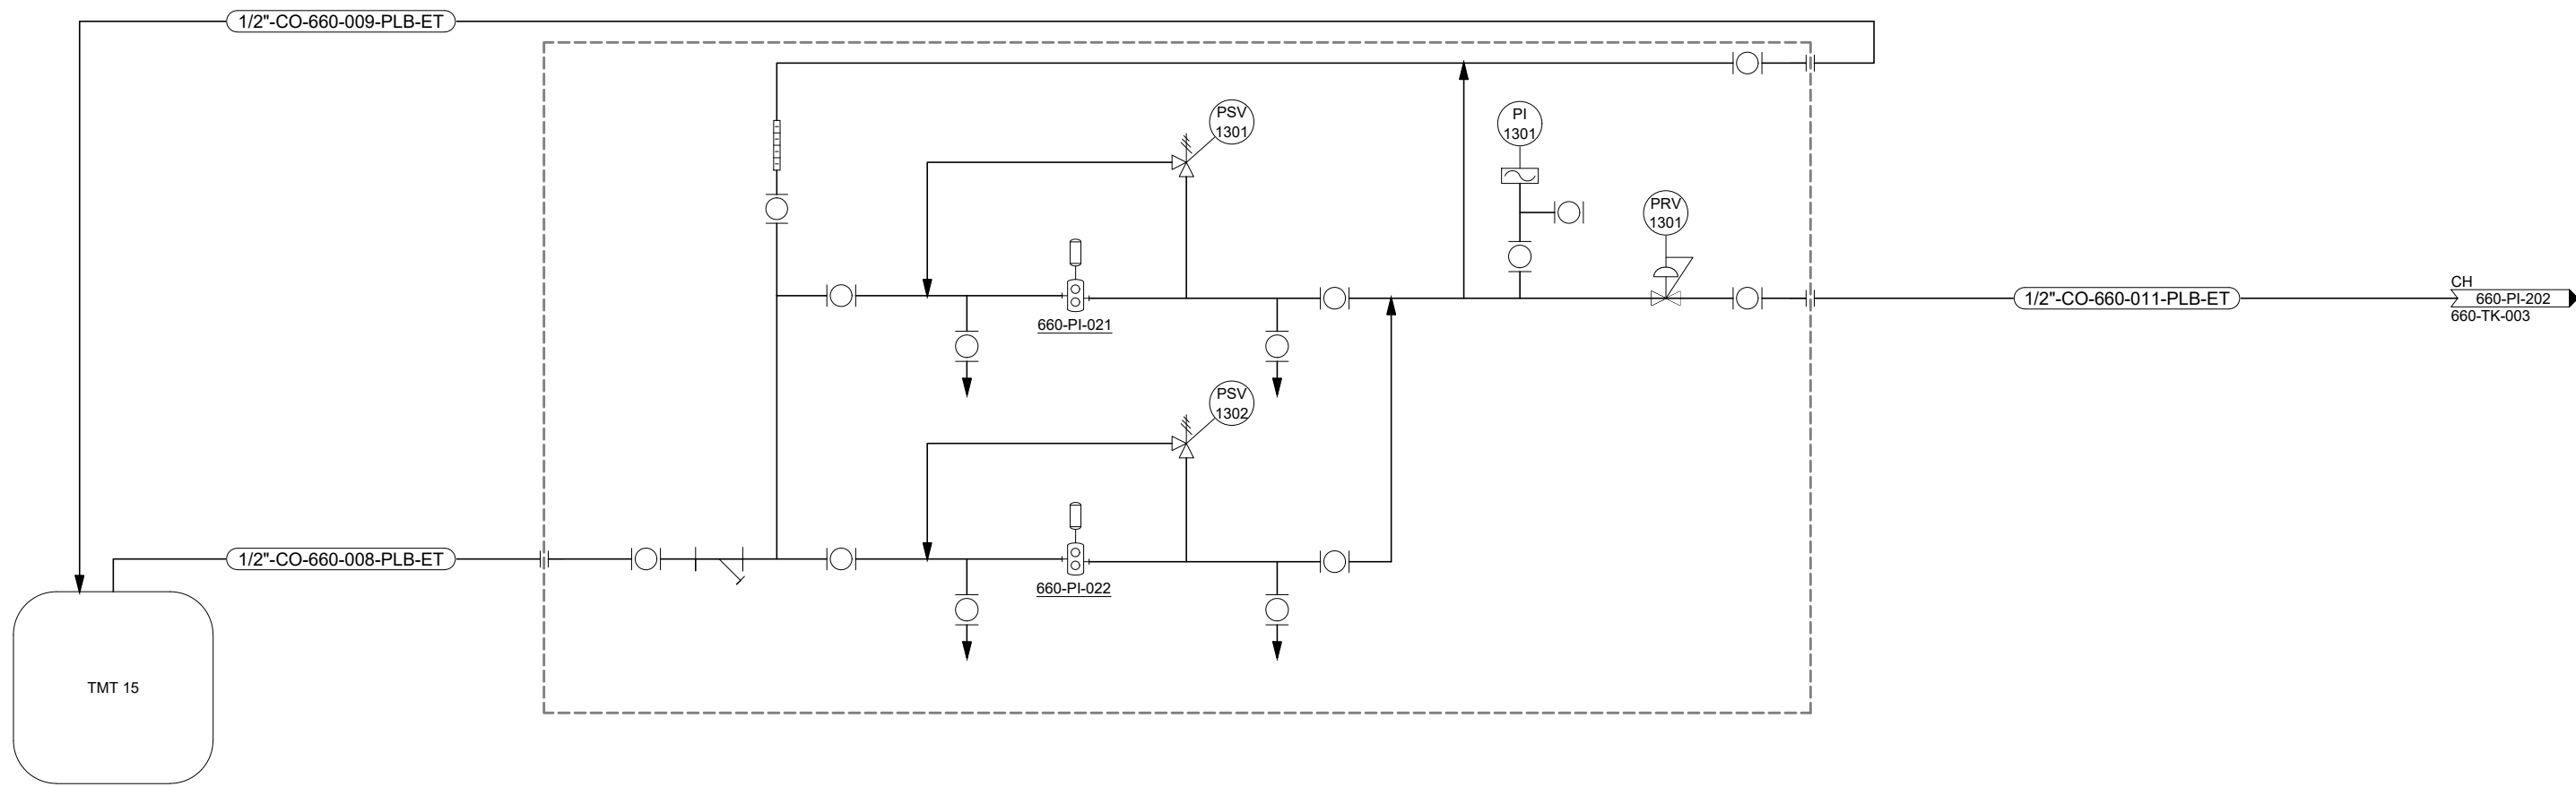 1/2"-CO-660-009-PLB-ET
PSV
1301
PI
1301
PRV
1301
660-PI-021
1/2"-CO-660-011-PLB-ET
CH
660-PI-202
660-TK-003
PSV
1302
1/2"-CO-660-008-PLB-ET
660-PI-022
TMT 15